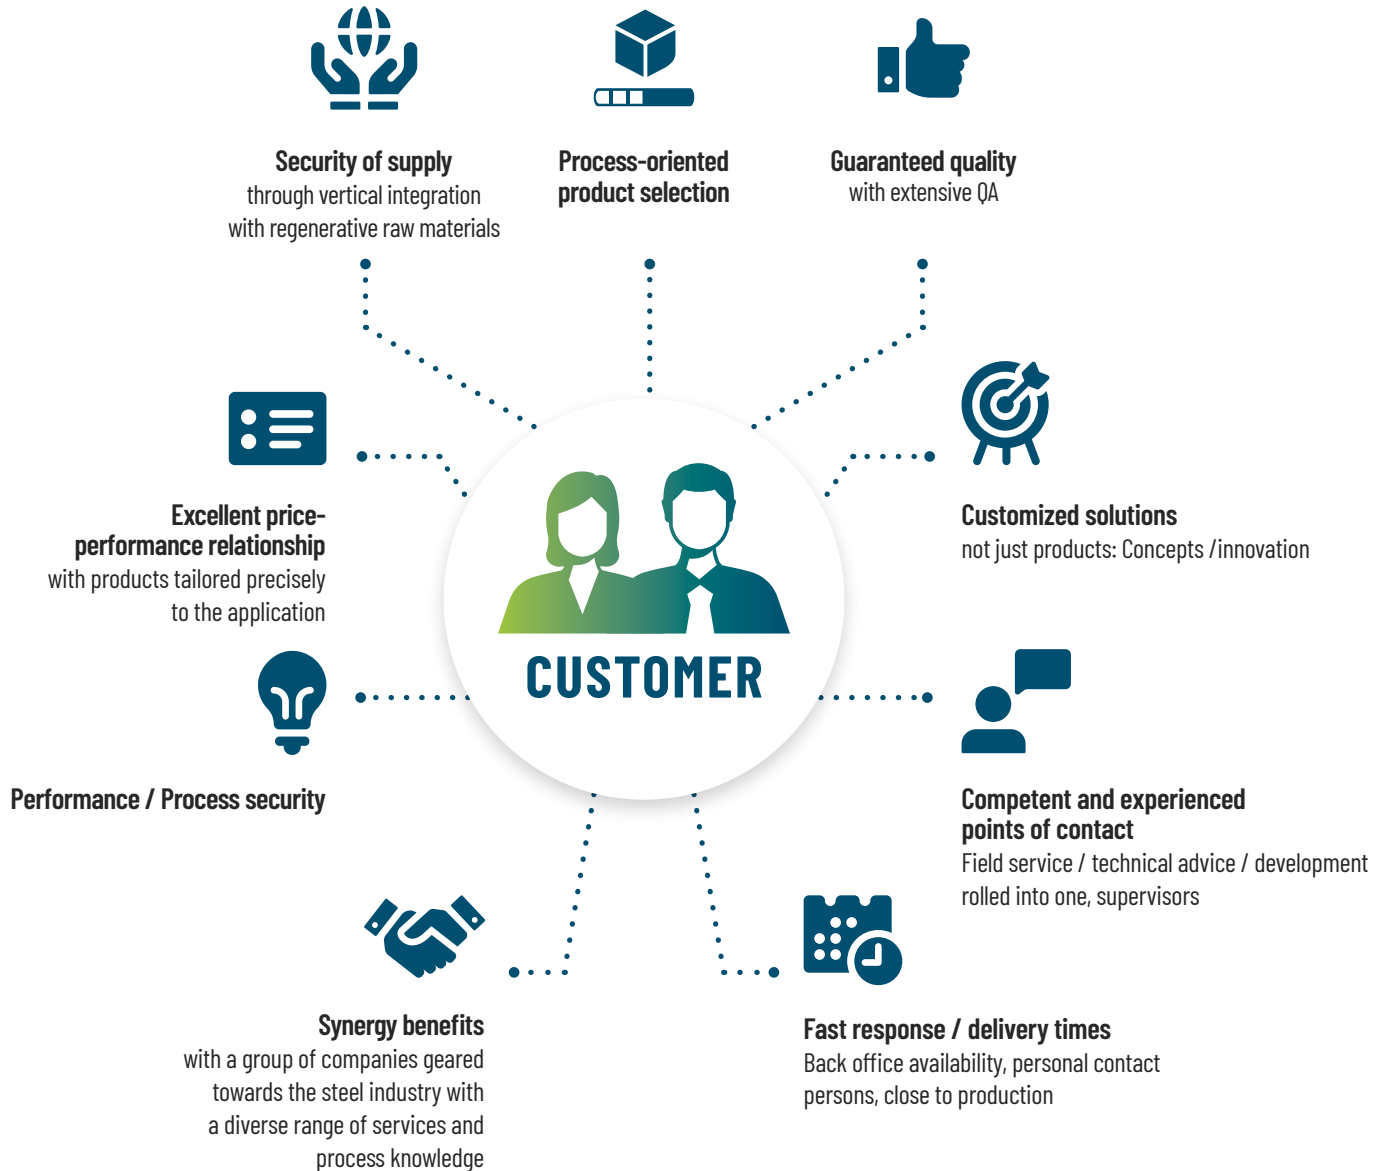 Security of supply
through vertical integration
with regenerative raw materials
Process-oriented
product selection
Guaranteed quality
with extensive QA
Excellent price-
performance relationship
with products tailored precisely
to the application
Customized solutions
not just products: Concepts /innovation
CUSTOMER
Performance / Process security
Competent and experienced
points of contact
Field service / technical advice / development
rolled into one, supervisors
Synergy benefits
with a group of companies geared
towards the steel industry with
a diverse range of services and
process knowledge
Fast response / delivery times
Back office availability, personal contact
persons, close to production